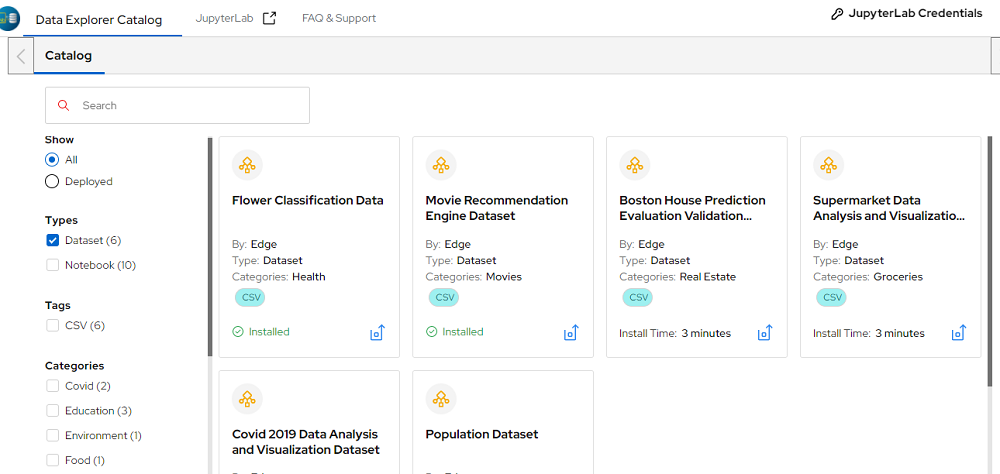 Data Explorer Catalog
JupyterLab
FAQ & Support
JupyterLab Credentials
Catalog
Search
Show
All
Deployed
Types
Dataset (6)
Notebook (10)
Tags
CSV (6)
Categories
Covid (2)
Education (3)
Environment (1)
Food (1)
Flower Classification Data
By: Edge
Type: Dataset
Categories: Health
CSV
Installed
Movie Recommendation
Engine Dataset
By: Edge
Type: Dataset
Categories: Movies
CSV
Installed
Boston House Prediction
Evaluation Validation...
By: Edge
Type: Dataset
Categories: Real Estate
CSV
Install Time: 3 minutes
Supermarket Data
Analysis and Visualizatio...
By: Edge
Type: Dataset
Categories: Groceries
CSV
Install Time: 3 minutes
Covid 2019 Data Analysis
and Visualization Dataset
Population Dataset